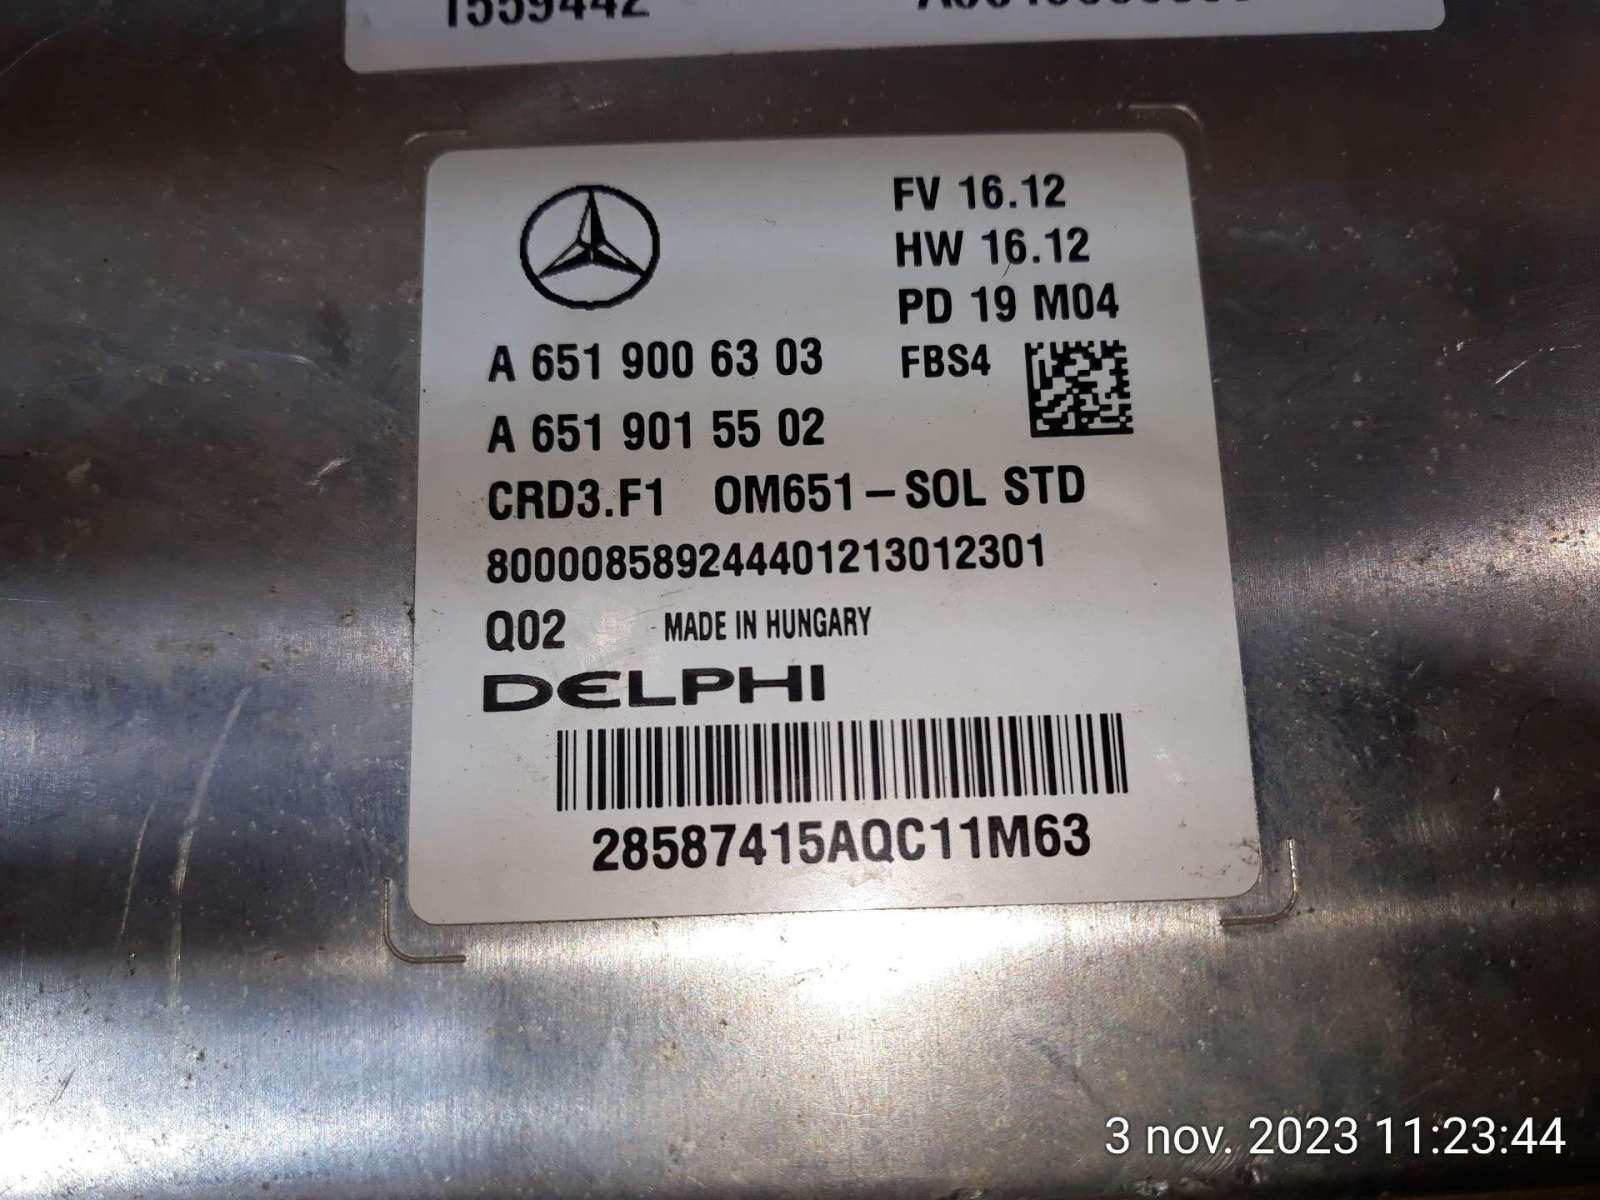 1559442
FV 16.12
HW 16.12
PD 19 M04
A 651 900 63 03 FBS4
A 651 901 55 02
CRD3.F1 OM651-SOL STD
800008589244401213012301
Q02 MADE IN HUNGARY
DELPHI
28587415AQC11M63
3 nov. 2023 11:23:44